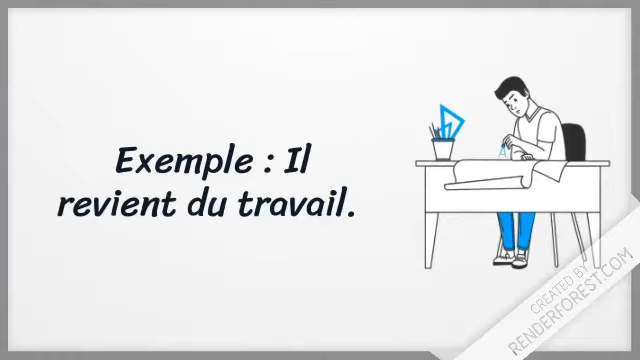 Exemple : Il
revient du travail.
CREATED BY
RENDERFOREST.COM